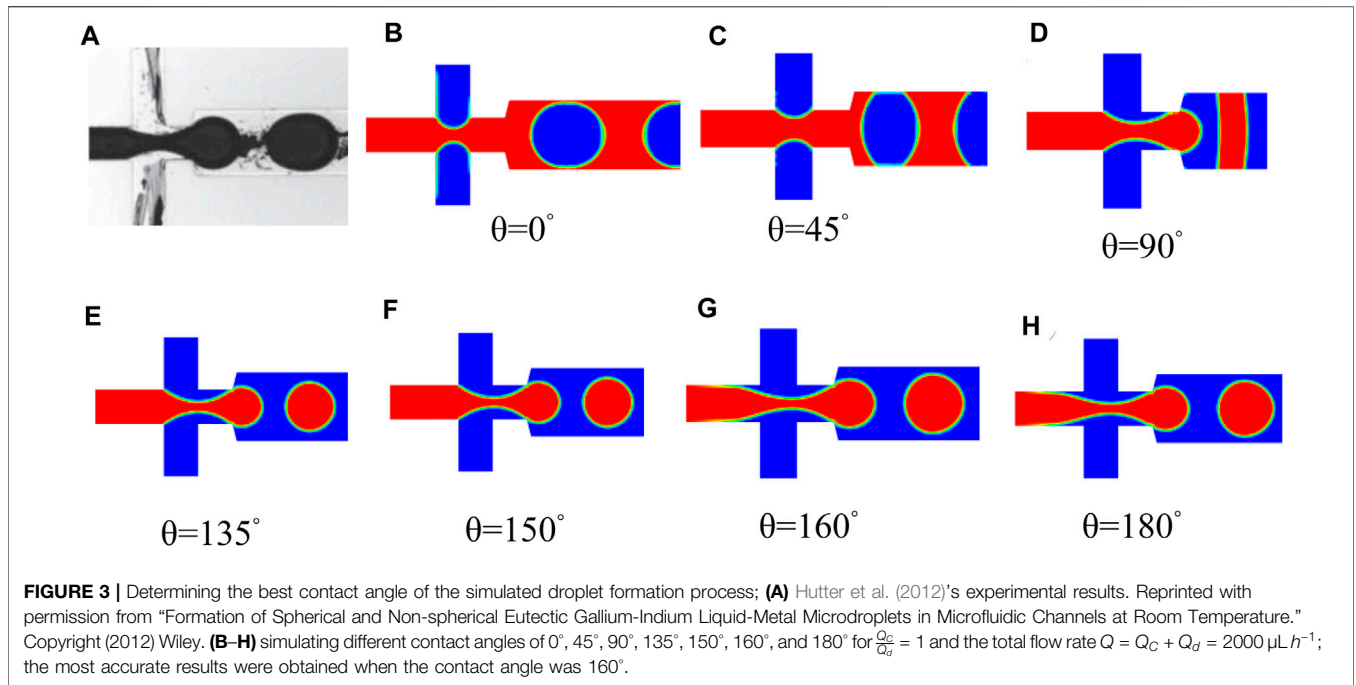 A
B
C
D
θ=0°
θ=45°
θ=90°
E
F
G
H
θ=135°
θ=150°
θ=160°
θ=180°
FIGURE 3 | Determining the best contact angle of the simulated droplet formation process; (A) Hutter et al. (2012)'s experimental results. Reprinted with
permission from “Formation of Spherical and Non-spherical Eutectic Gallium-Indium Liquid-Metal Microdroplets in Microfluidic Channels at Room Temperature.”
Copyright (2012) Wiley. (B–H) simulating different contact angles of 0°, 45°, 90°, 135°, 150°, 160°, and 180° for Q_C/Q_d = 1 and the total flow rate Q = Q_C + Q_d = 2000 μL h⁻¹;
the most accurate results were obtained when the contact angle was 160°.